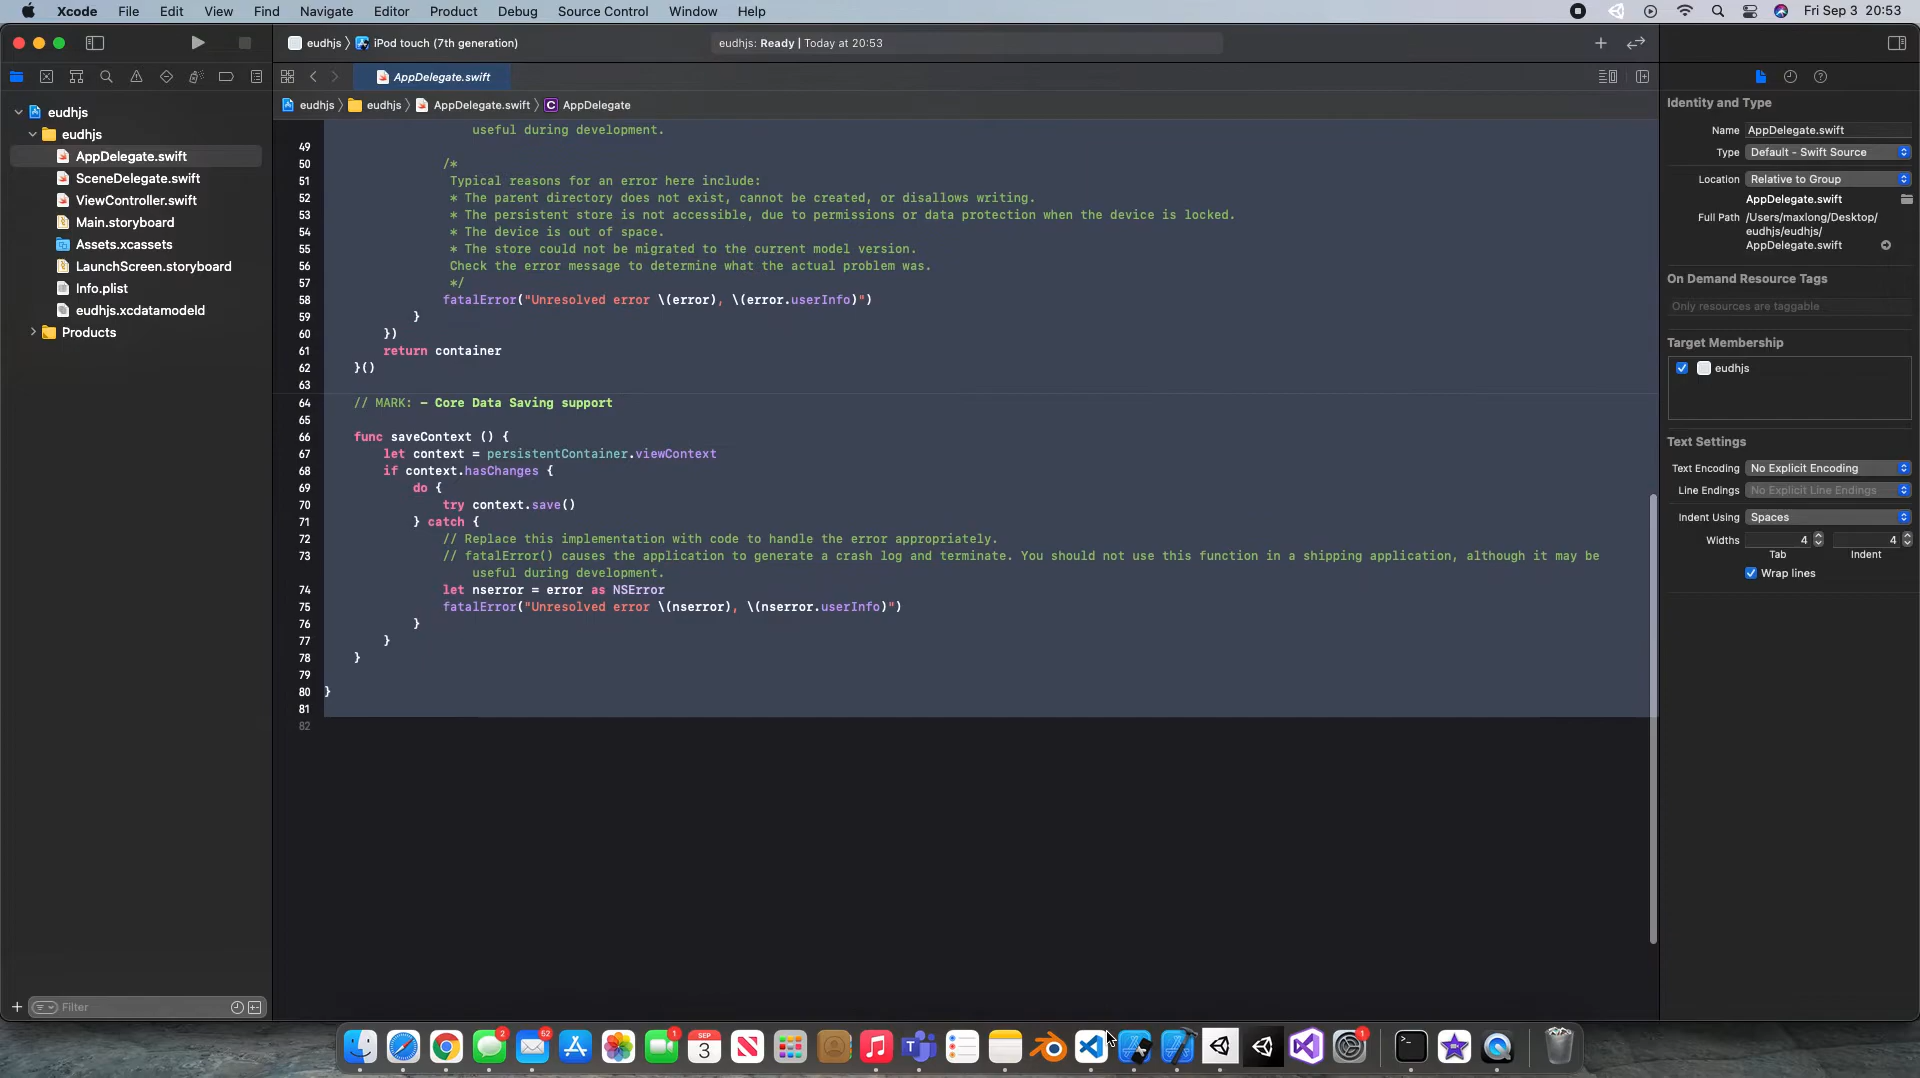 Xcode File Edit View Find Navigate Editor Product Debug Source Control Window Help Fri Sep 3 20:53
eudhjs iPod touch (7th generation) eudhjs: Ready | Today at 20:53
AppDelegate.swift
eudhjs eudhjs AppDelegate.swift C AppDelegate
eudhjs
eudhjs
AppDelegate.swift
SceneDelegate.swift
ViewController.swift
Main.storyboard
Assets.xcassets
LaunchScreen.storyboard
Info.plist
eudhjs.xcdatamodeld
Products
Filter
useful during development.
49
50 /*
51 Typical reasons for an error here include:
52 * The parent directory does not exist, cannot be created, or disallows writing.
53 * The persistent store is not accessible, due to permissions or data protection when the device is locked.
54 * The device is out of space.
55 * The store could not be migrated to the current model version.
56 Check the error message to determine what the actual problem was.
57 */
58 fatalError("Unresolved error \(error), \(error.userInfo)")
59 }
60 })
61 return container
62 }()
63
64 // MARK: - Core Data Saving support
65
66 func saveContext () {
67 let context = persistentContainer.viewContext
68 if context.hasChanges {
69 do {
70 try context.save()
71 } catch {
72 // Replace this implementation with code to handle the error appropriately.
73 // fatalError() causes the application to generate a crash log and terminate. You should not use this function in a shipping application, although it may be
useful during development.
74 let nserror = error as NSError
75 fatalError("Unresolved error \(nserror), \(nserror.userInfo)")
76 }
77 }
78 }
79
80 }
81
82
Identity and Type
Name AppDelegate.swift
Type Default - Swift Source
Location Relative to Group
AppDelegate.swift
Full Path /Users/maxlong/Desktop/
eudhjs/eudhjs/
AppDelegate.swift
On Demand Resource Tags
Only resources are taggable
Target Membership
eudhjs
Text Settings
Text Encoding No Explicit Encoding
Line Endings No Explicit Line Endings
Indent Using Spaces
Widths 4 4
Tab Indent
Wrap lines
2 52 1 SEP 3 1